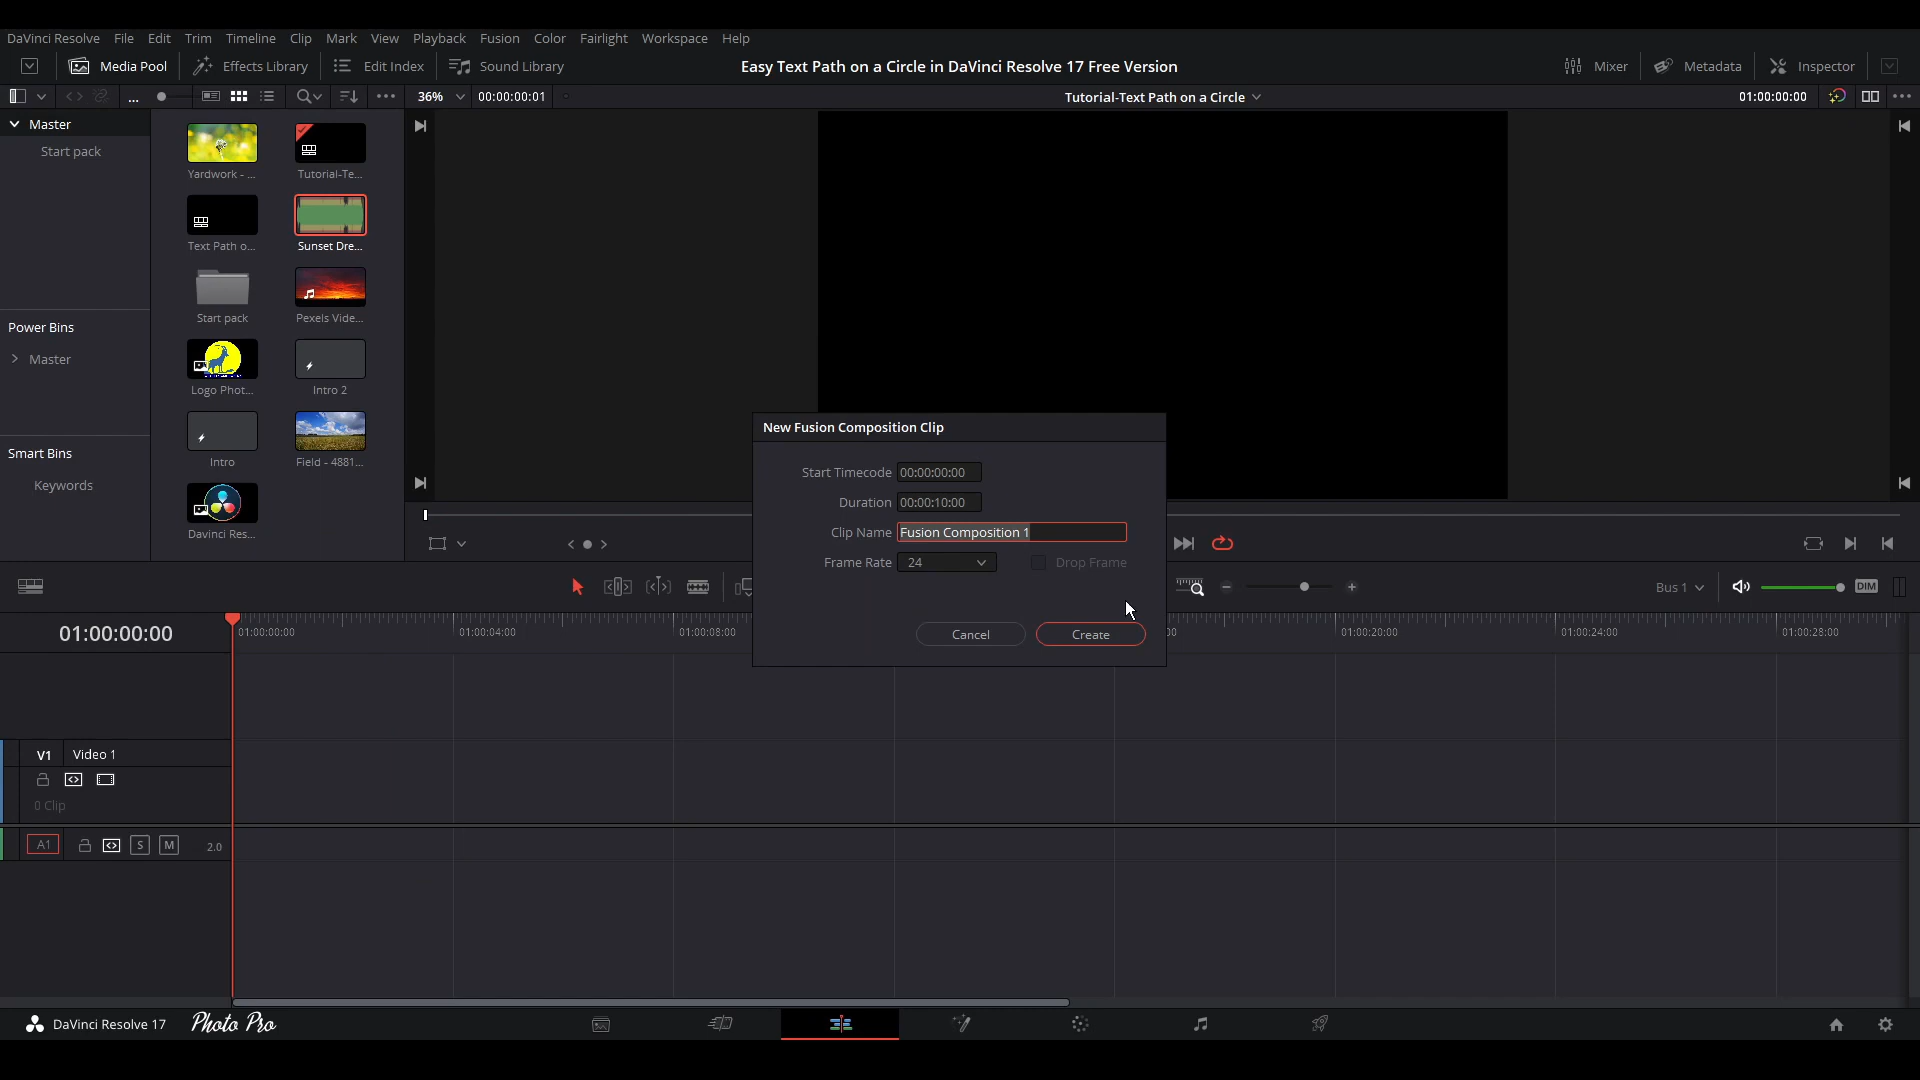 DaVinci Resolve File Edit Trim Timeline Clip Mark View Playback Fusion Color Fairlight Workspace Help
Media Pool Effects Library Edit Index Sound Library Easy Text Path on a Circle in DaVinci Resolve 17 Free Version Mixer Metadata Inspector
... 36% 00:00:00:01 Tutorial-Text Path on a Circle 01:00:00:00
Master
Start pack
Power Bins
Master
Smart Bins
Keywords
Yardwork - ... Tutorial-Te...
Text Path o... Sunset Dre...
Start pack Pexels Vide...
Logo Phot... Intro 2
Intro Field - 4881...
Davinci Res...
New Fusion Composition Clip
Start Timecode 00:00:00:00
Duration 00:00:10:00
Clip Name Fusion Composition 1
Frame Rate 24 Drop Frame
Cancel Create
Bus 1 DIM
01:00:00:00 01:00:00:00 01:00:04:00 01:00:08:00 00 01:00:20:00 01:00:24:00 01:00:28:00
V1 Video 1
0 Clip
A1 S M 2.0
DaVinci Resolve 17 Photo Pro